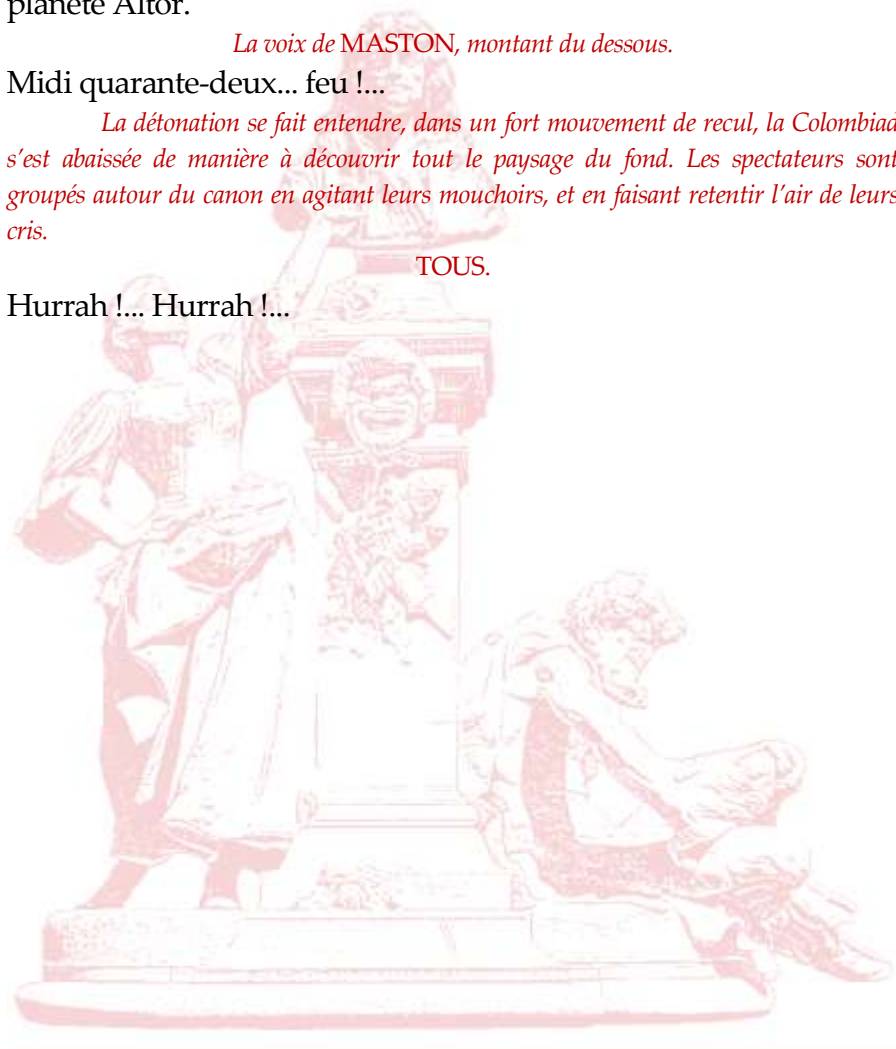 planète Altor.
La voix de MASTON, montant du dessous.
Midi quarante-deux... feu !...
La détonation se fait entendre, dans un fort mouvement de recul, la Colombiad
s’est abaissée de manière à découvrir tout le paysage du fond. Les spectateurs sont
groupés autour du canon en agitant leurs mouchoirs, et en faisant retentir l’air de leurs
cris.
TOUS.
Hurrah !... Hurrah !...